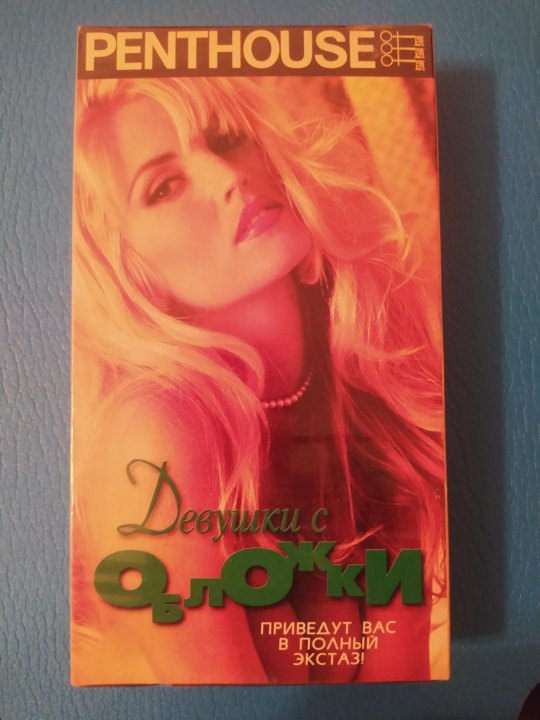 PENTHOUSE
Девушки с
ОБЛОЖКИ
ПРИВЕДУТ ВАС
В ПОЛНЫЙ
ЭКСТАЗ!